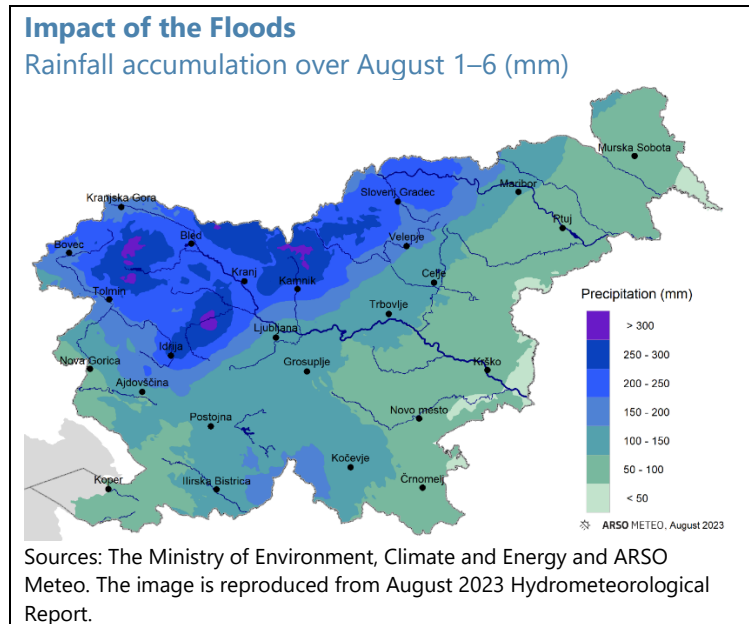 Impact of the Floods
Rainfall accumulation over August 1–6 (mm)
Murska Sobota
Kranjska Gora
Slovenj Gradec
Maribor
Ptuj
Bovec
Bled
Velenje
Kranj
Kamnik
Celje
Tolmin
Trbovlje
Ljubljana
Idrija
Nova Gorica
Grosuplje
Krško
Ajdovščina
Postojna
Novo mesto
Kočevje
Koper
Ilirska Bistrica
Črnomelj
Precipitation (mm)
> 300
250 - 300
200 - 250
150 - 200
100 - 150
50 - 100
< 50
ARSO METEO, August 2023
Sources: The Ministry of Environment, Climate and Energy and ARSO
Meteo. The image is reproduced from August 2023 Hydrometeorological
Report.